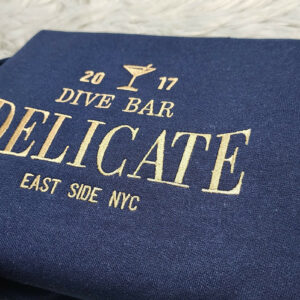 20 17
DIVE BAR
DELICATE
EAST SIDE NYC